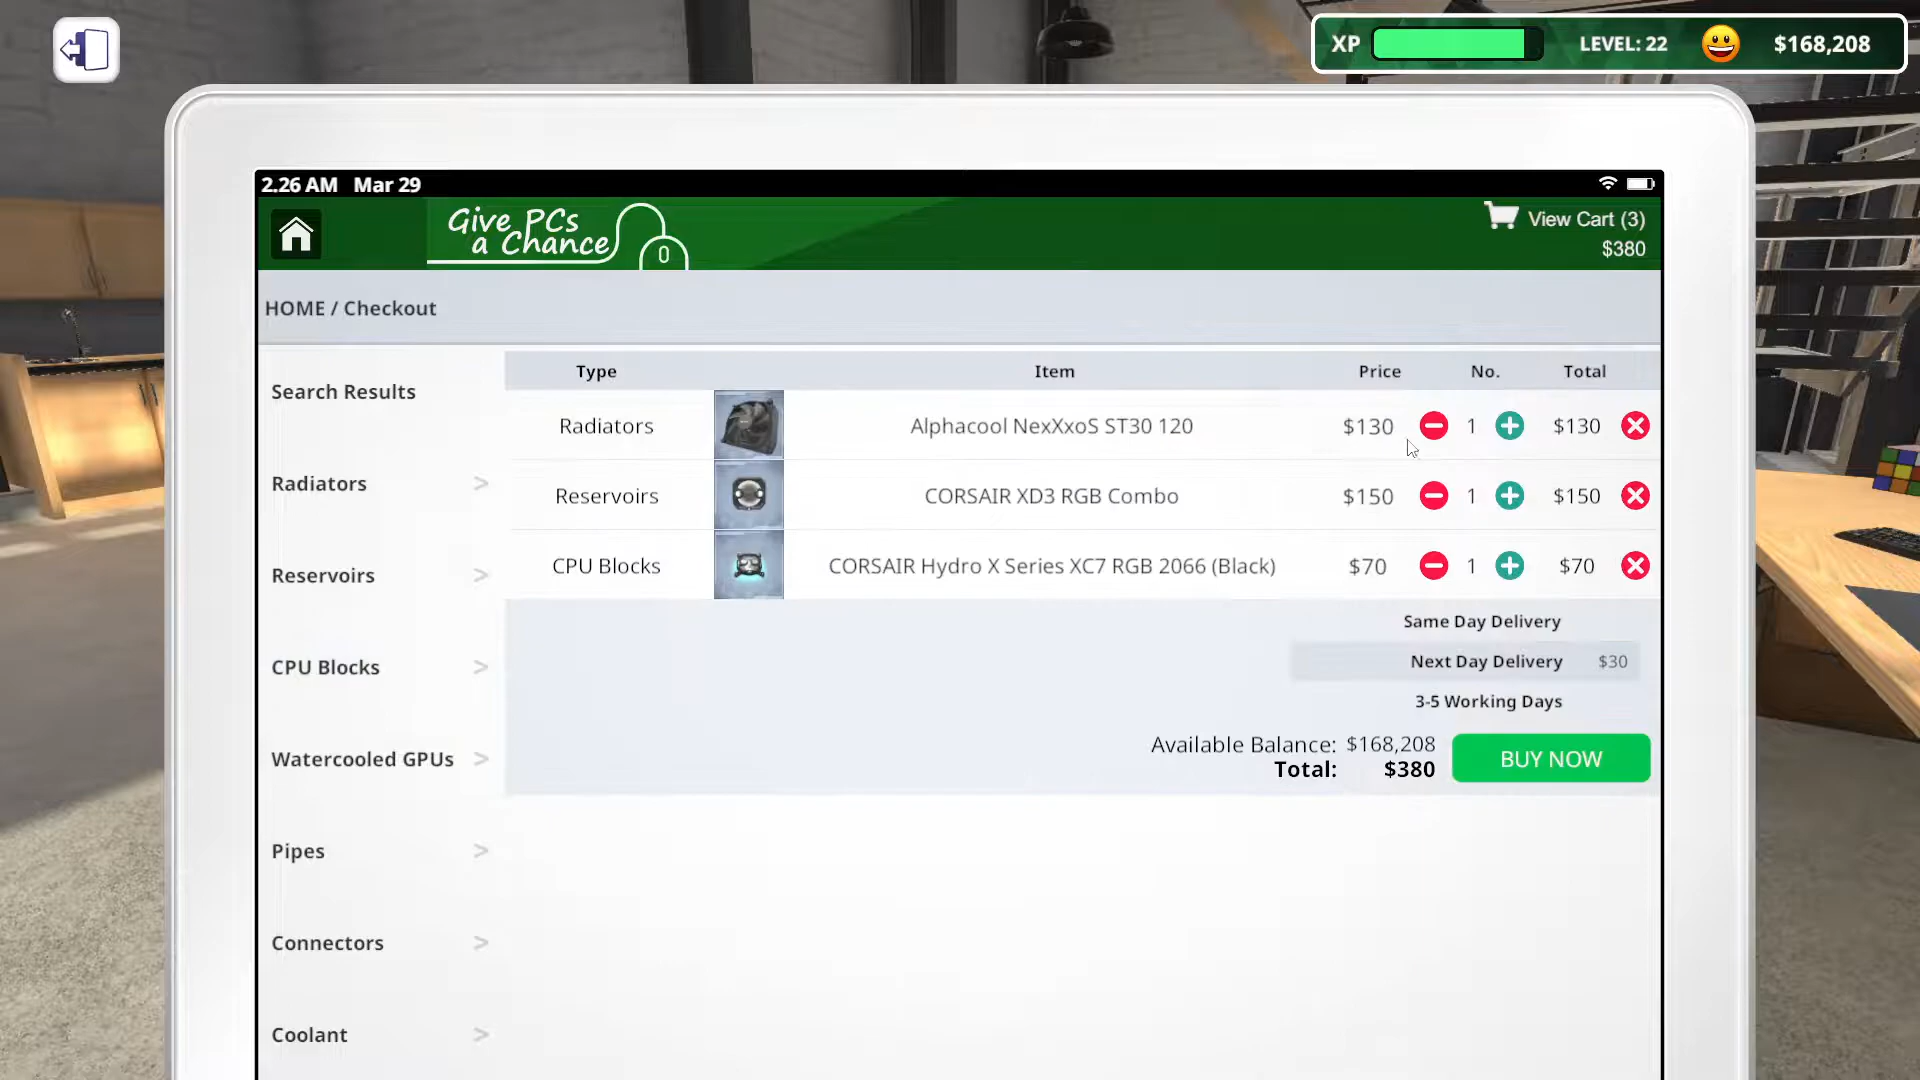 XP LEVEL: 22 $168,208
2.26 AM Mar 29
Give PCs
a Chance
0
View Cart (3)
$380
HOME / Checkout
Search Results
Radiators >
Reservoirs >
CPU Blocks >
Watercooled GPUs >
Pipes >
Connectors >
Coolant >
Type Item Price No. Total
Radiators Alphacool NexXxoS ST30 120 $130 1 $130
Reservoirs CORSAIR XD3 RGB Combo $150 1 $150
CPU Blocks CORSAIR Hydro X Series XC7 RGB 2066 (Black) $70 1 $70
Same Day Delivery
Next Day Delivery $30
3-5 Working Days
Available Balance: $168,208
Total: $380
BUY NOW